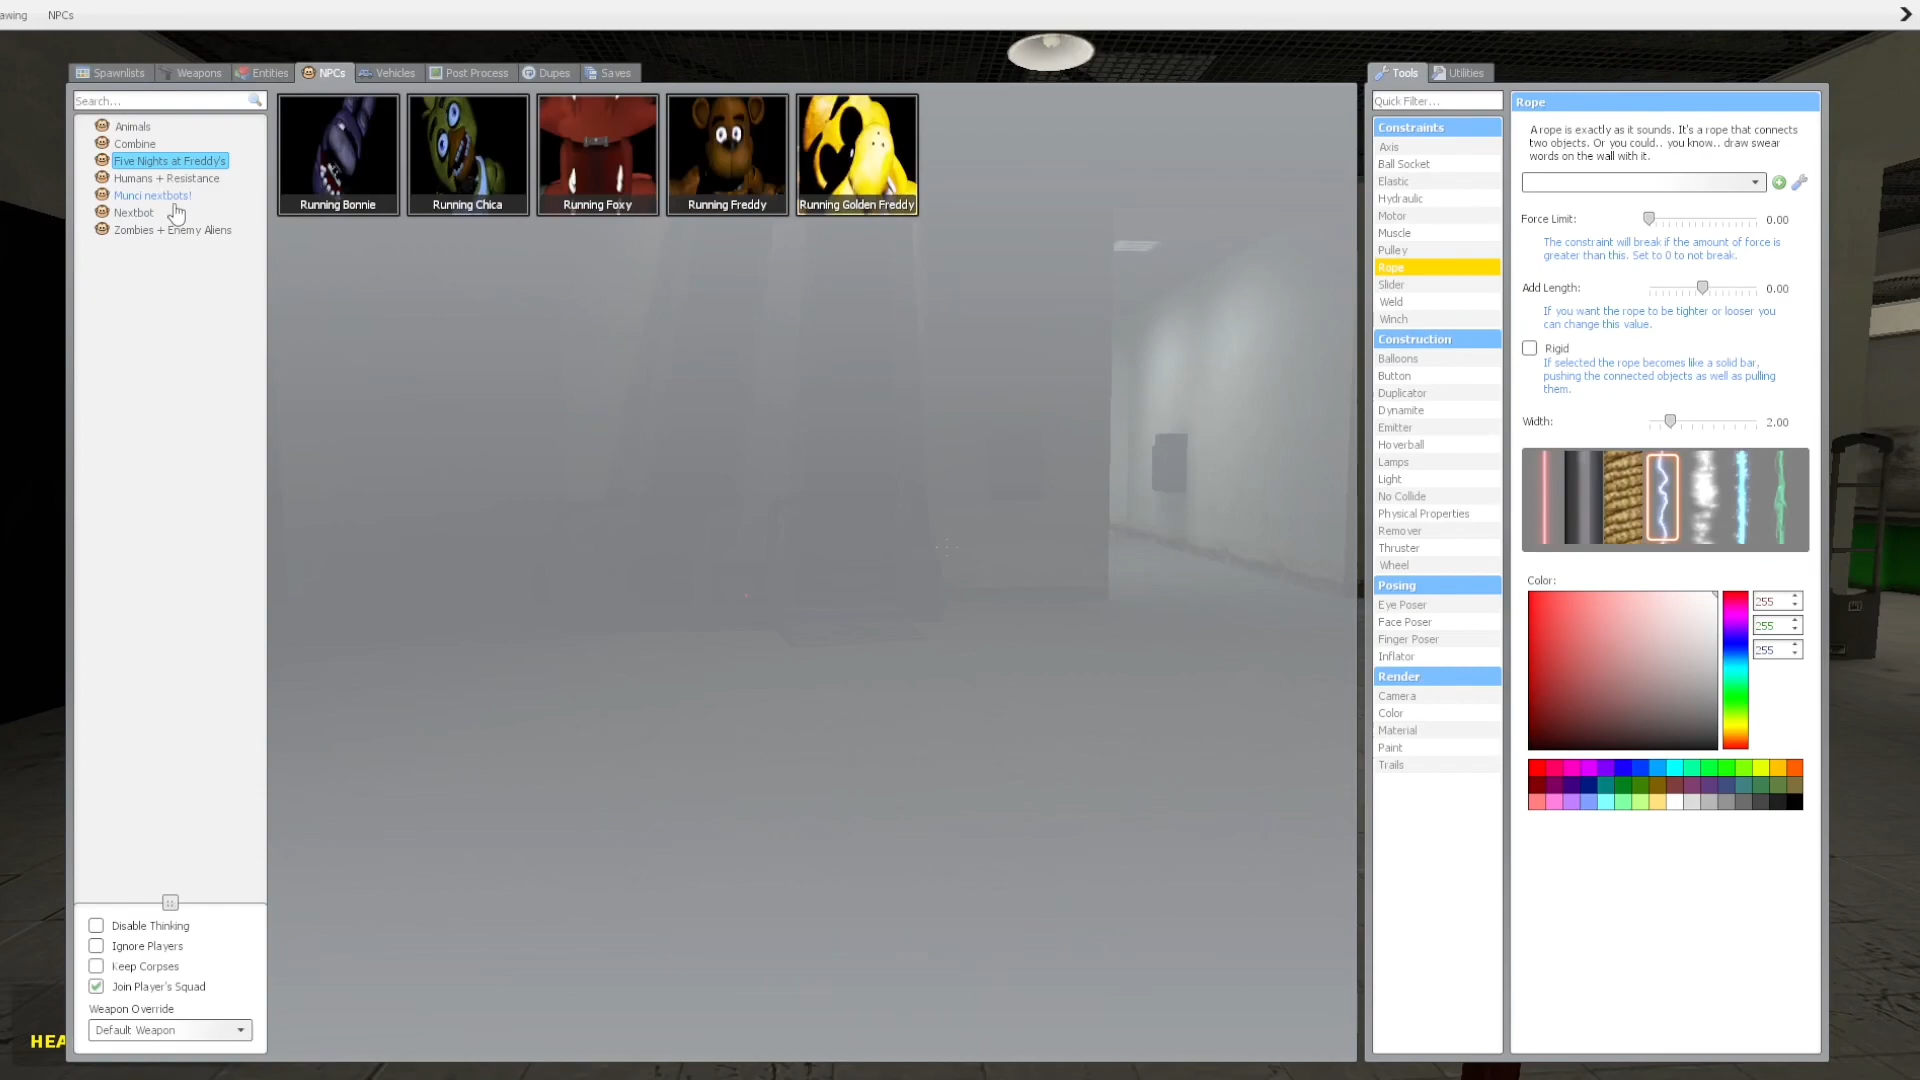 awing NPCs
Spawnlists Weapons Entities NPCs Vehicles Post Process Dupes Saves
Search...
Animals
Combine
Five Nights at Freddy's
Humans + Resistance
Munci nextbots!
Nextbot
Zombies + Enemy Aliens
Running Bonnie
Running Chica
Running Foxy
Running Freddy
Running Golden Freddy
Disable Thinking
Ignore Players
Keep Corpses
Join Player's Squad
Weapon Override
Default Weapon
HEA
Tools Utilities
Quick Filter...
Constraints
Axis
Ball Socket
Elastic
Hydraulic
Motor
Muscle
Pulley
Rope
Slider
Weld
Winch
Construction
Balloons
Button
Duplicator
Dynamite
Emitter
Hoverball
Lamps
Light
No Collide
Physical Properties
Remover
Thruster
Wheel
Posing
Eye Poser
Face Poser
Finger Poser
Inflator
Render
Camera
Color
Material
Paint
Trails
Rope
A rope is exactly as it sounds. It's a rope that connects
two objects. Or you could.. you know.. draw swear
words on the wall with it.
Force Limit: 0.00
The constraint will break if the amount of force is
greater than this. Set to 0 to not break.
Add Length: 0.00
If you want the rope to be tighter or looser you
can change this value.
Rigid
If selected the rope becomes like a solid bar,
pushing the connected objects as well as pulling
them.
Width: 2.00
Color:
255
255
255